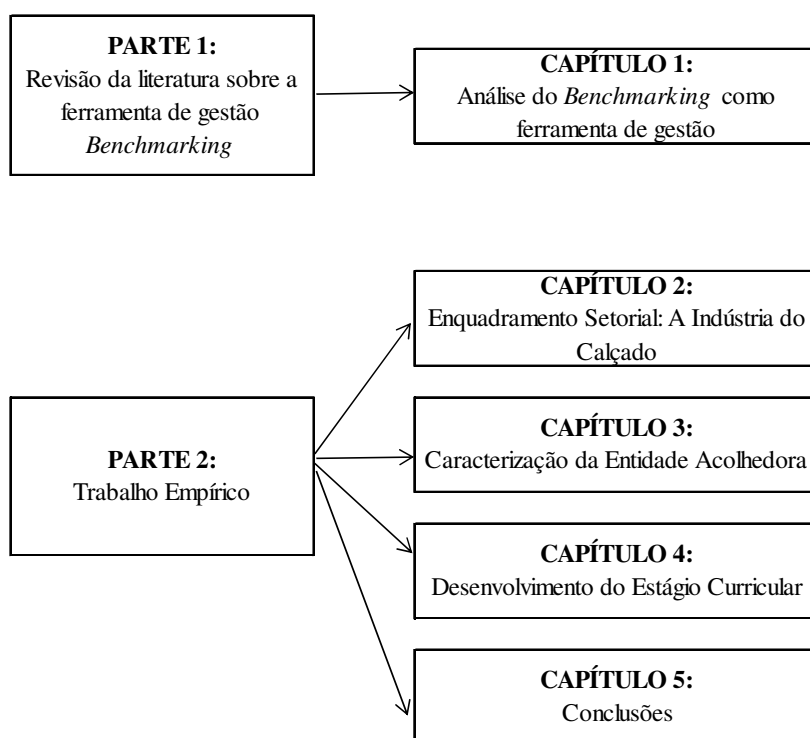 PARTE 1:
Revisão da literatura sobre a
ferramenta de gestão
Benchmarking
CAPÍTULO 1:
Análise do Benchmarking como
ferramenta de gestão
PARTE 2:
Trabalho Empírico
CAPÍTULO 2:
Enquadramento Setorial: A Indústria do
Calçado
CAPÍTULO 3:
Caracterização da Entidade Acolhedora
CAPÍTULO 4:
Desenvolvimento do Estágio Curricular
CAPÍTULO 5:
Conclusões